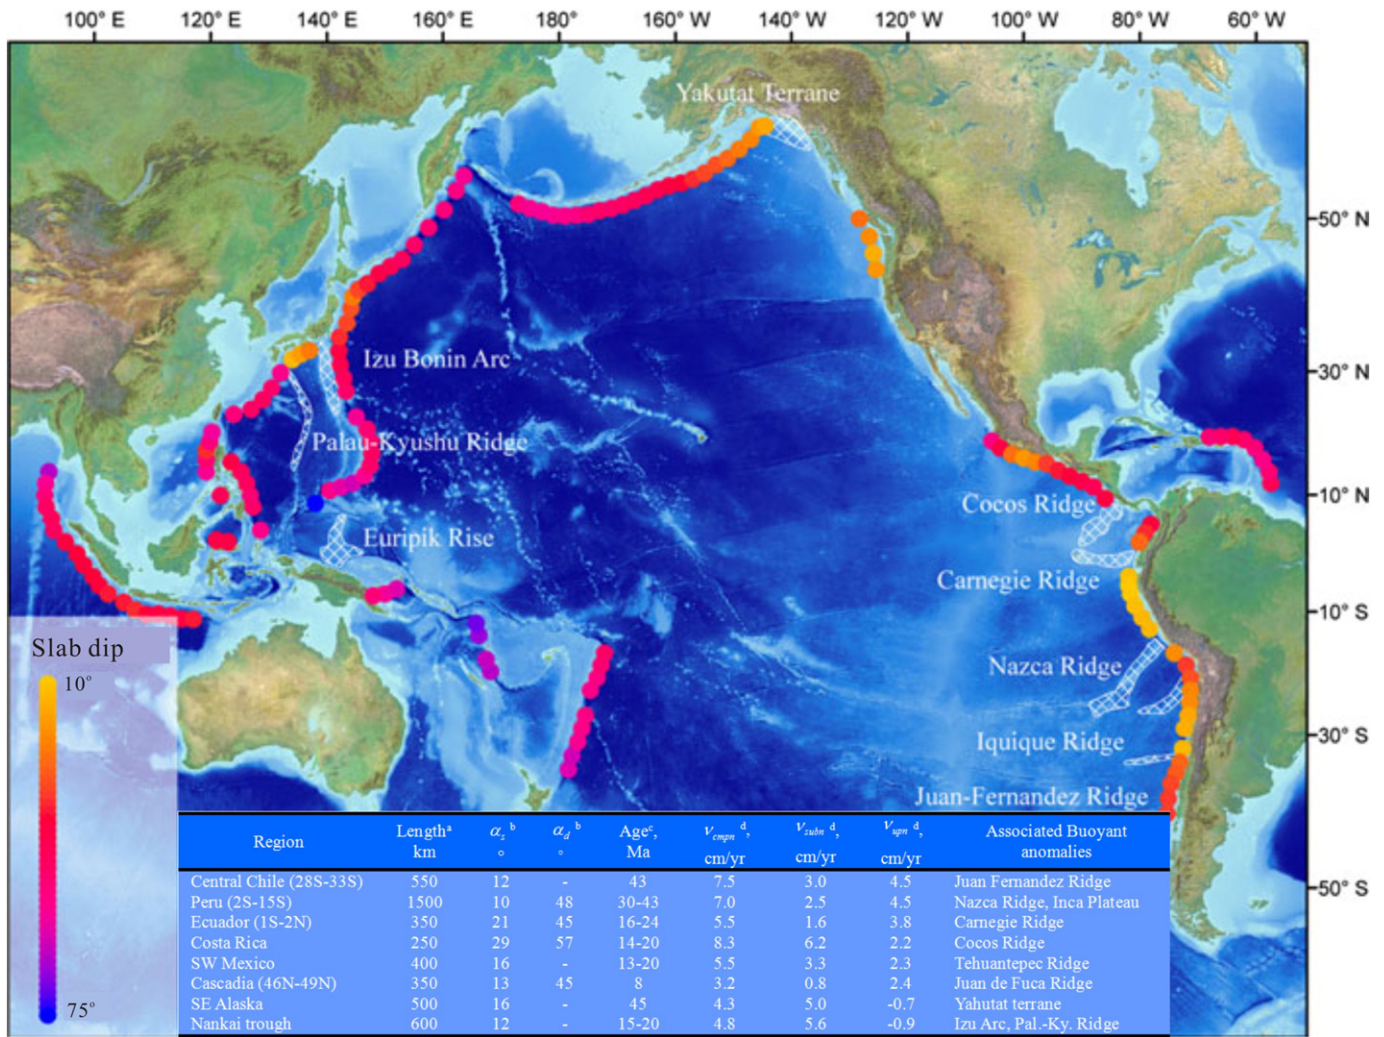 100° E 120° E 140° E 160° E 180° 160° W 140° W 120° W 100° W 80° W 60° W
Yakutat Terrane
50° N
Izu Bonin Arc
30° N
Palau-Kyushu Ridge
10° N
Cocos Ridge
Euripik Rise
Carnegie Ridge
10° S
Slab dip
Nazca Ridge
10°
30° S
Iquique Ridge
Juan-Fernandez Ridge
50° S
75°
Region Lengthᵃ km αₛ ᵇ ° α_d ᵇ ° Ageᶜ, Ma v_cmpn ᵈ, cm/yr v_subn ᵈ, cm/yr v_upn ᵈ, cm/yr Associated Buoyant anomalies
Central Chile (28S-33S) 550 12 - 43 7.5 3.0 4.5 Juan Fernandez Ridge
Peru (2S-15S) 1500 10 48 30-43 7.0 2.5 4.5 Nazca Ridge, Inca Plateau
Ecuador (1S-2N) 350 21 45 16-24 5.5 1.6 3.8 Carnegie Ridge
Costa Rica 250 29 57 14-20 8.3 6.2 2.2 Cocos Ridge
SW Mexico 400 16 - 13-20 5.5 3.3 2.3 Tehuantepec Ridge
Cascadia (46N-49N) 350 13 45 8 3.2 0.8 2.4 Juan de Fuca Ridge
SE Alaska 500 16 - 45 4.3 5.0 -0.7 Yahutat terrane
Nankai trough 600 12 - 15-20 4.8 5.6 -0.9 Izu Arc, Pal.-Ky. Ridge